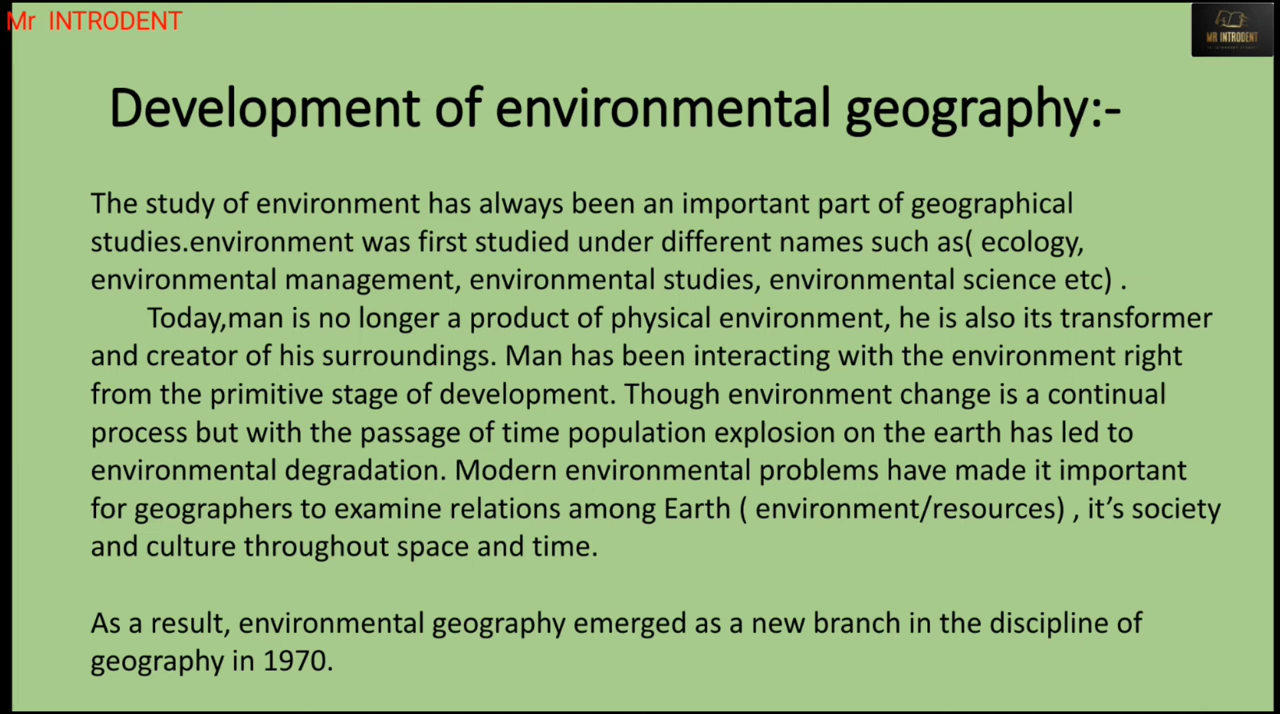 Mr INTRODENT
MR INTRODENT
Development of environmental geography:-
The study of environment has always been an important part of geographical
studies.environment was first studied under different names such as( ecology,
environmental management, environmental studies, environmental science etc) .
Today,man is no longer a product of physical environment, he is also its transformer
and creator of his surroundings. Man has been interacting with the environment right
from the primitive stage of development. Though environment change is a continual
process but with the passage of time population explosion on the earth has led to
environmental degradation. Modern environmental problems have made it important
for geographers to examine relations among Earth ( environment/resources) , it’s society
and culture throughout space and time.
As a result, environmental geography emerged as a new branch in the discipline of
geography in 1970.